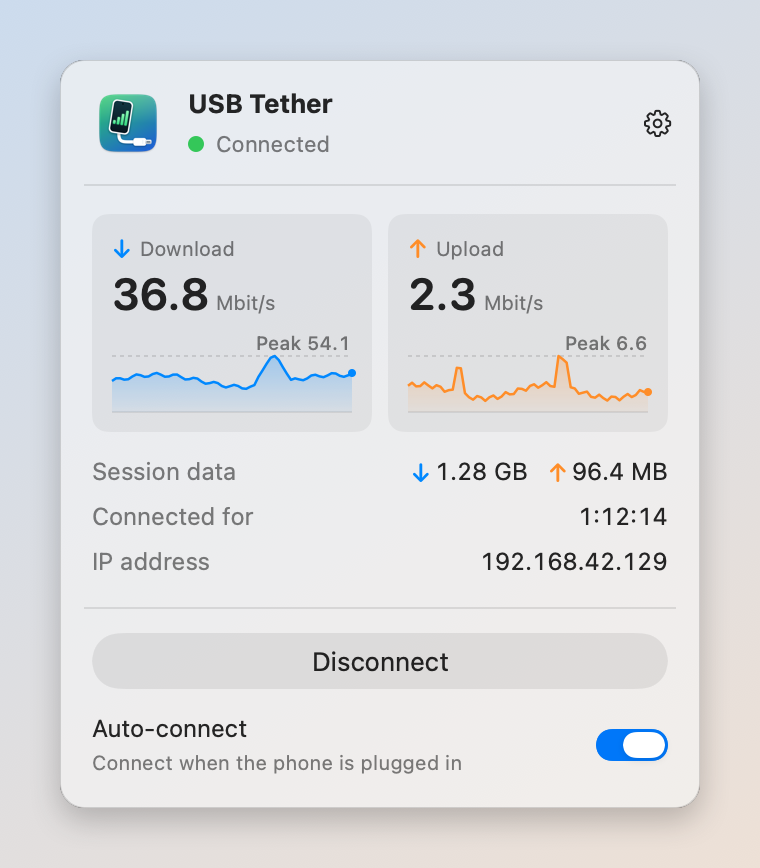 USB Tether
Connected
↓ Download
36.8 Mbit/s
Peak 54.1
↑ Upload
2.3 Mbit/s
Peak 6.6
Session data ↓ 1.28 GB ↑ 96.4 MB
Connected for 1:12:14
IP address 192.168.42.129
Disconnect
Auto-connect
Connect when the phone is plugged in